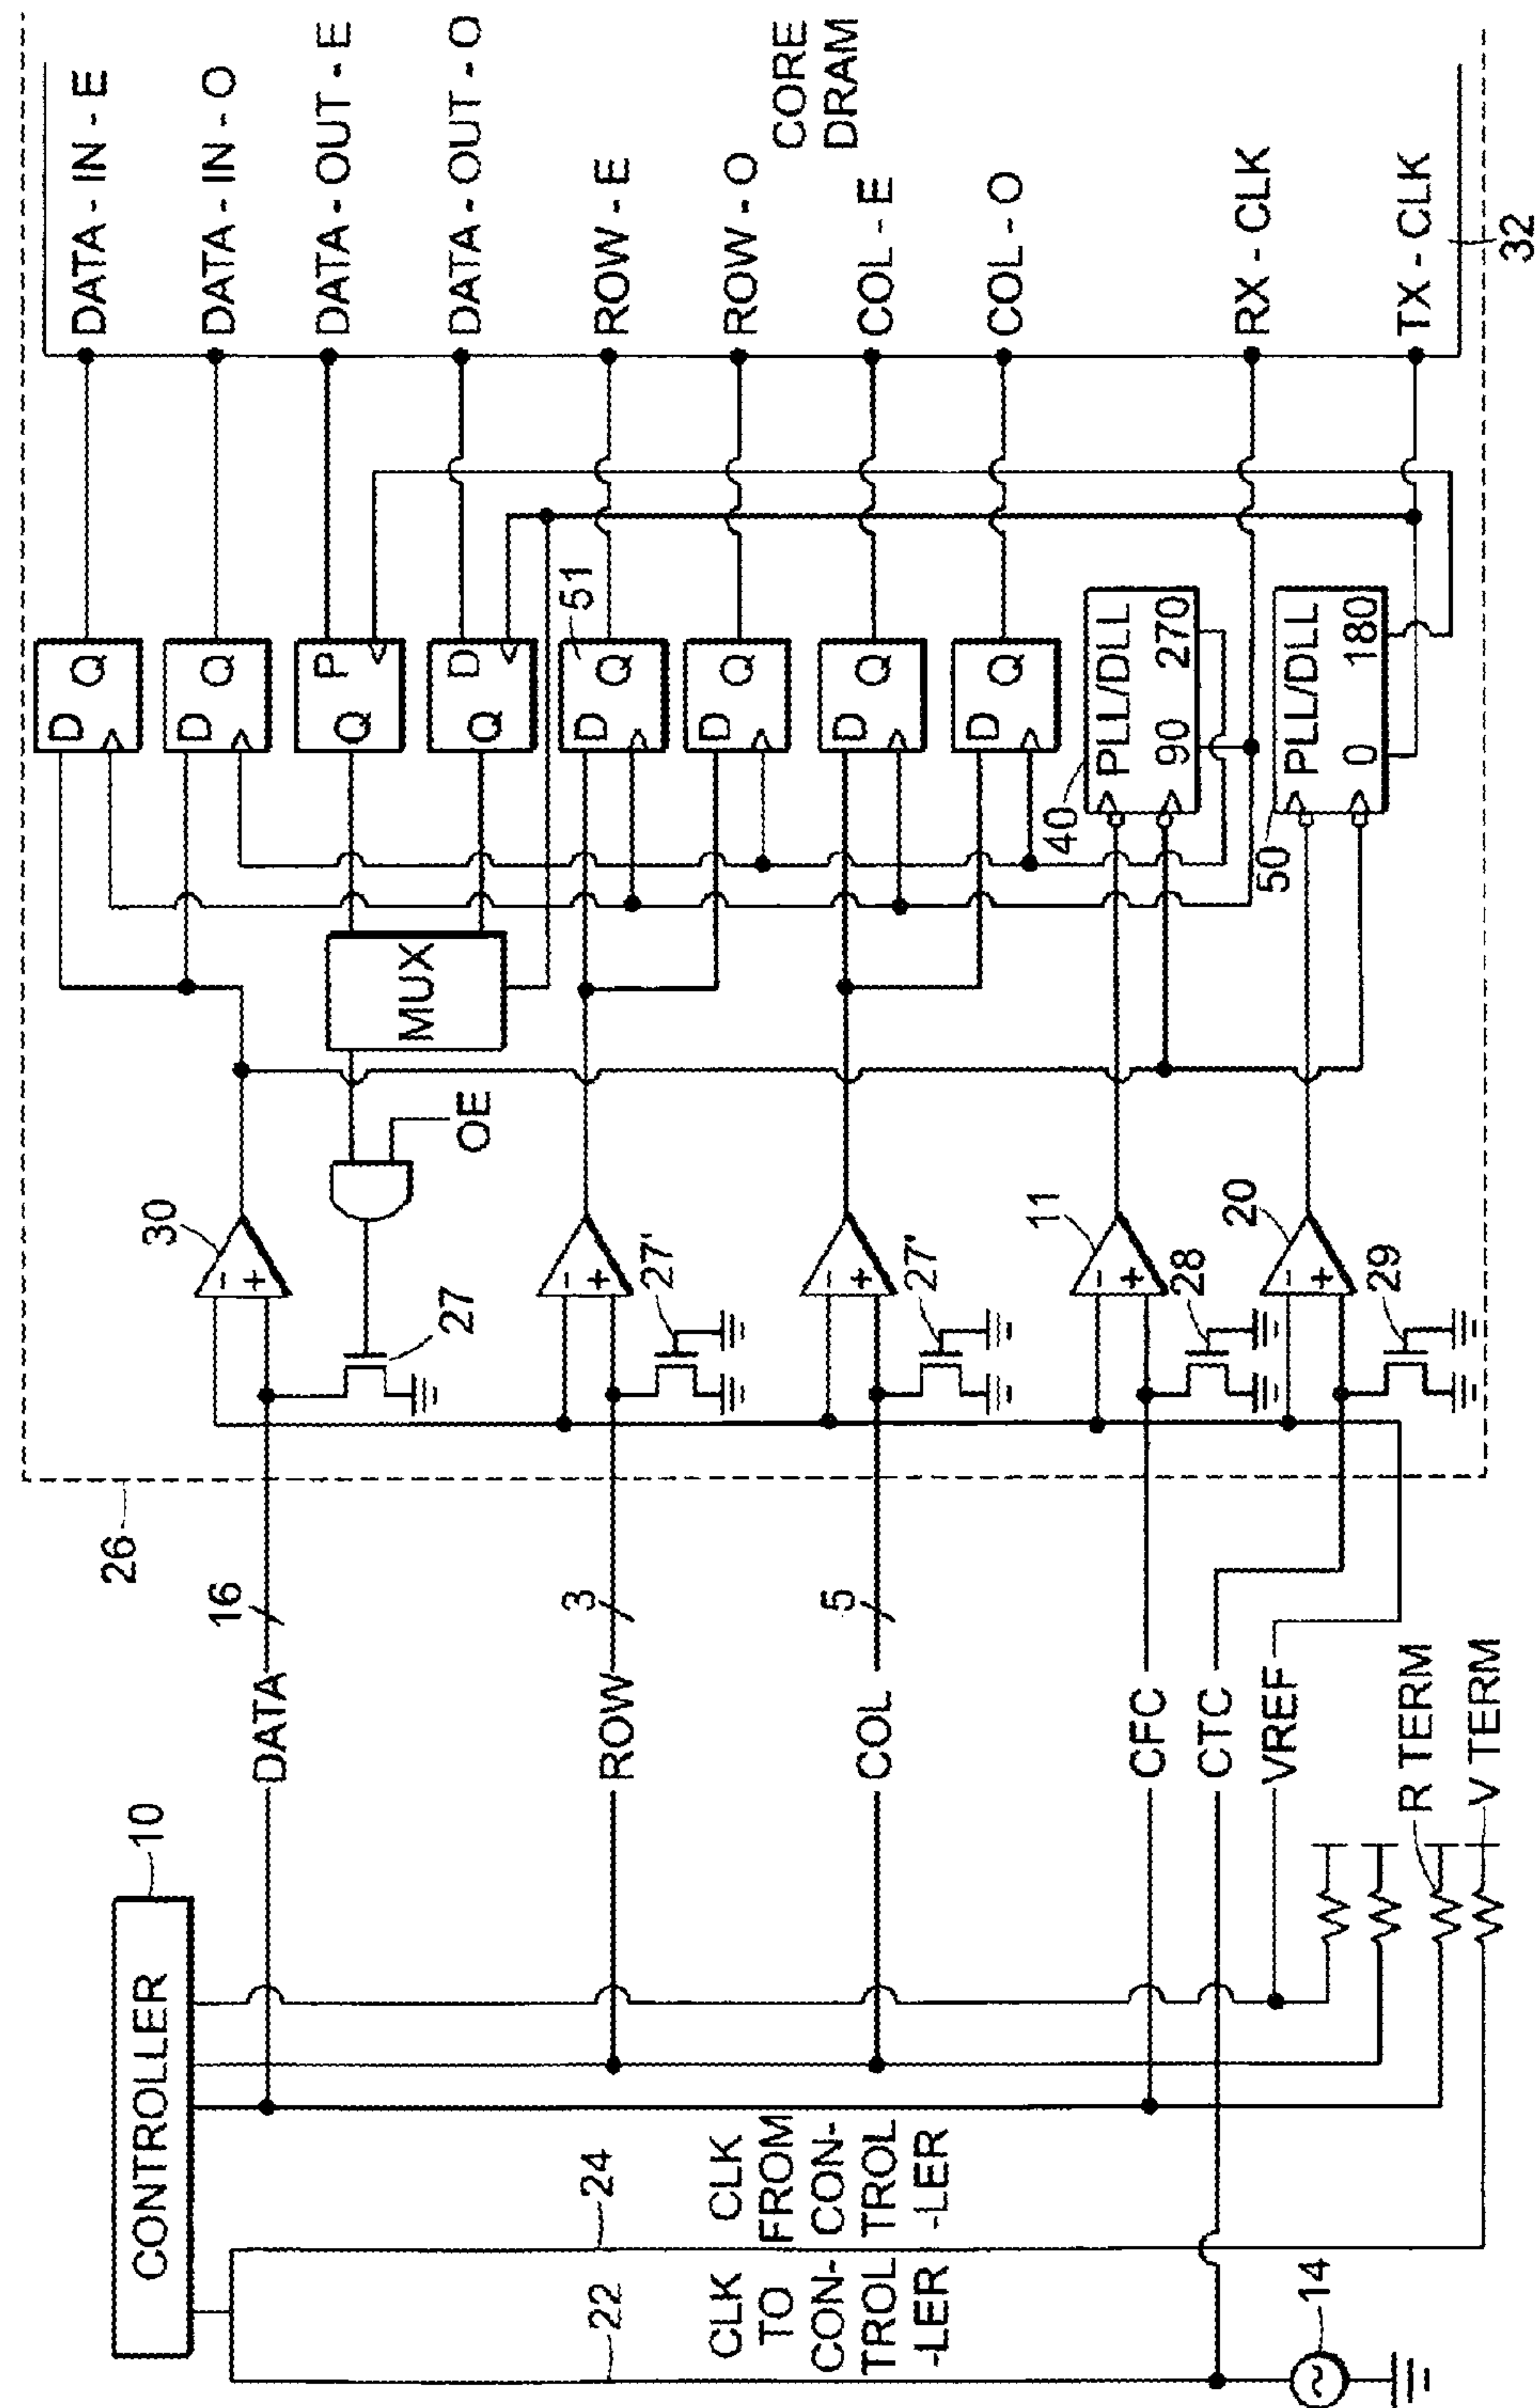 CONTROLLER
10
22
CLK
TO
CON-
TROL
-LER
24
CLK
FROM
CON-
TROL
-LER
14
DATA
16
ROW
3
COL
5
CFC
CTC
VREF
R TERM
V TERM
26
30
- +
27
OE
- +
27'
- +
27'
11
- +
28
20
- +
29
MUX
D Q
D Q
Q P
Q D
51
D Q
D Q
D Q
D Q
40
PLL/DLL
90 270
50
PLL/DLL
0 180
DATA - IN - E
DATA - IN - O
DATA - OUT - E
DATA - OUT - O
ROW - E
ROW - O
COL - E
COL - O
CORE
DRAM
RX - CLK
TX - CLK
32